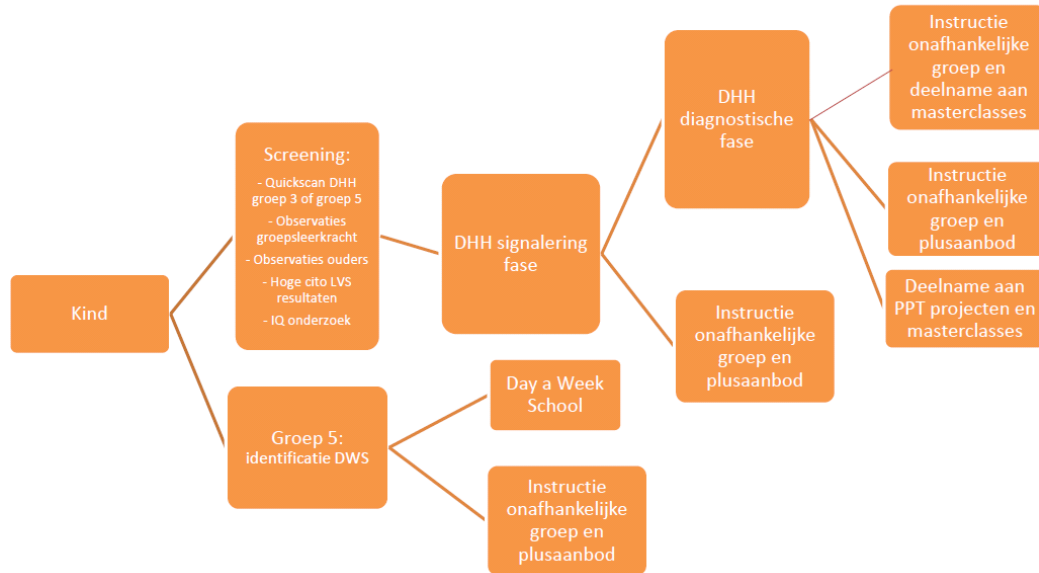 Kind
Screening:
- Quickscan DHH
groep 3 of groep 5
- Observaties
groepsleerkracht
- Observaties ouders
- Hoge cito LVS
resultaten
- IQ onderzoek
Groep 5:
identificatie DWS
DHH signalering
fase
Day a Week
School
Instructie
onafhankelijke
groep en
plusaanbod
DHH
diagnostische
fase
Instructie
onafhankelijke
groep en
plusaanbod
Instructie
onafhankelijke
groep en
deelname aan
masterclasses
Instructie
onafhankelijke
groep en
plusaanbod
Deelname aan
PPT projecten en
masterclasses